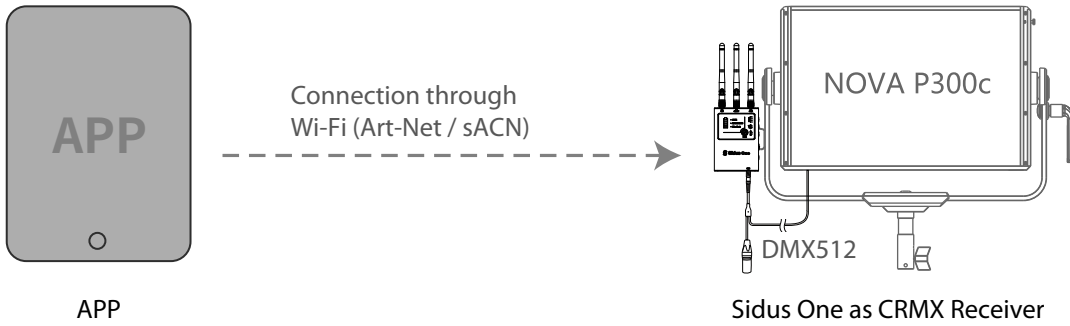 APP
Connection through
Wi-Fi (Art-Net / sACN)
NOVA P300c
DMX512
APP
Sidus One as CRMX Receiver